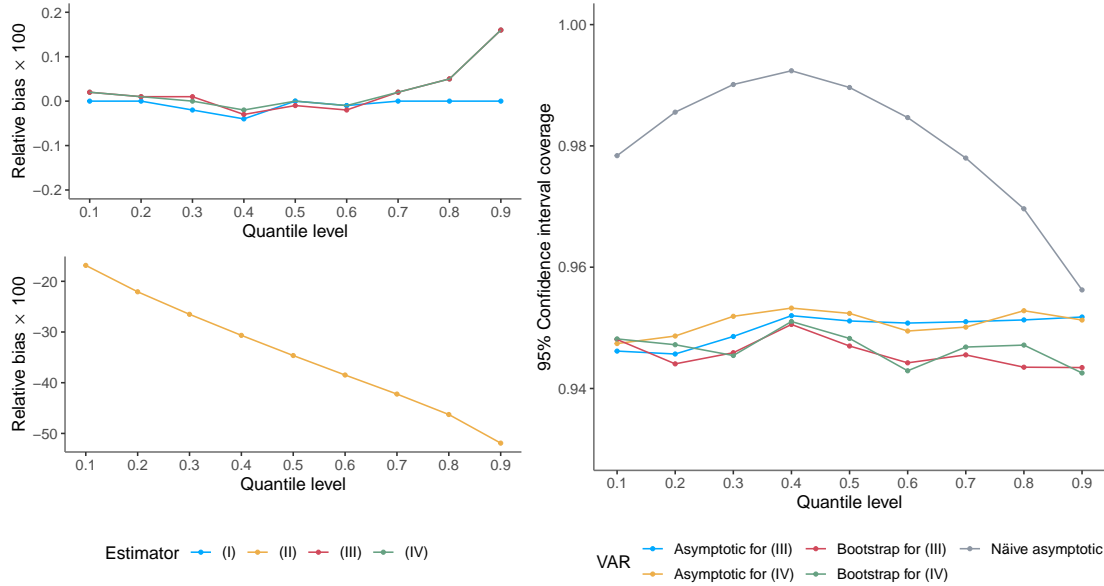 Relative bias × 100
0.2
0.1
0.0
−0.1
−0.2
0.1 0.2 0.3 0.4 0.5 0.6 0.7 0.8 0.9
Quantile level
Relative bias × 100
−20
−30
−40
−50
0.1 0.2 0.3 0.4 0.5 0.6 0.7 0.8 0.9
Quantile level
Estimator (I) (II) (III) (IV)
95% Confidence interval coverage
1.00
0.98
0.96
0.94
0.1 0.2 0.3 0.4 0.5 0.6 0.7 0.8 0.9
Quantile level
VAR
Asymptotic for (III) Bootstrap for (III) Näive asymptotic
Asymptotic for (IV) Bootstrap for (IV)